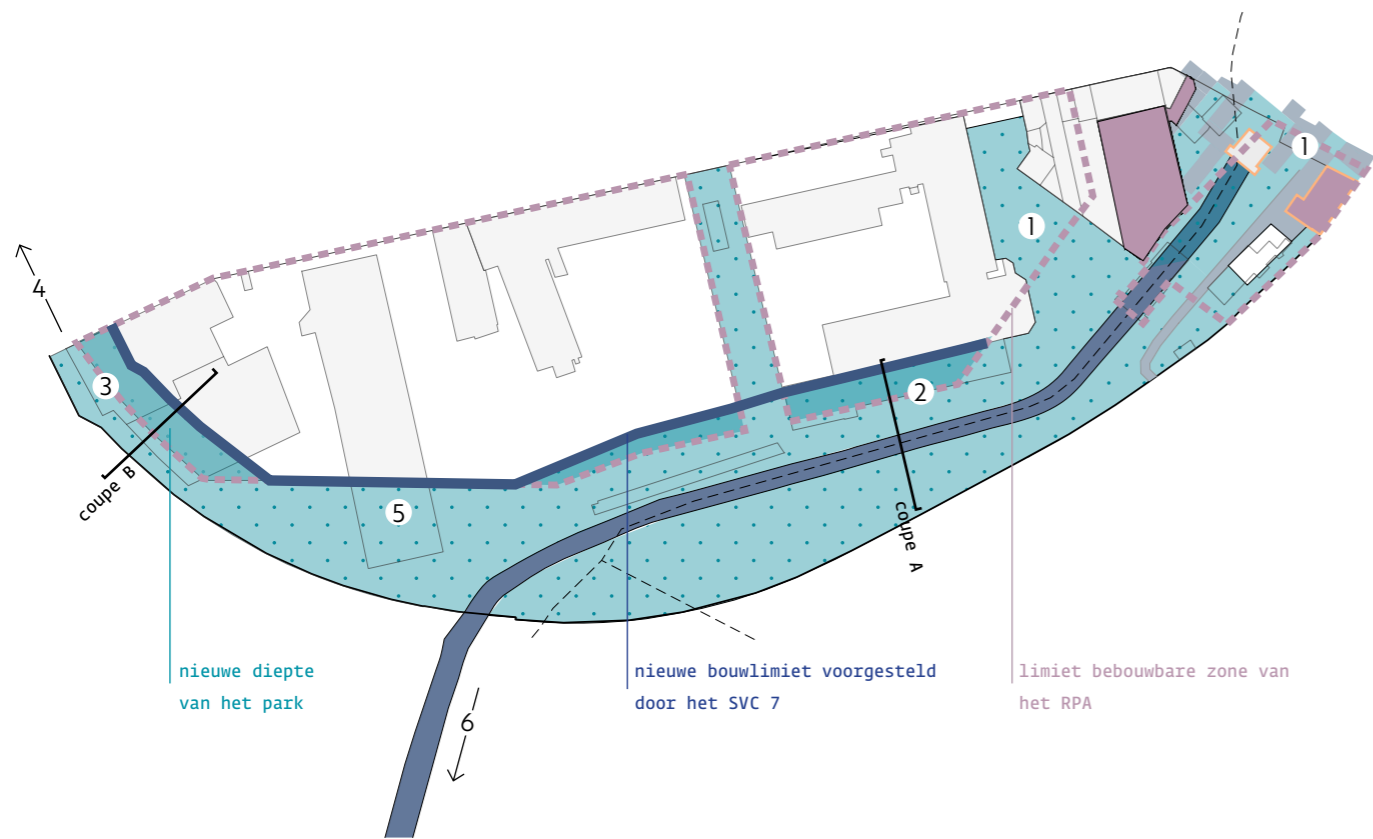 1
1
4
3
2
5
coupe B
coupe A
6
nieuwe diepte
van het park
nieuwe bouwlimiet voorgesteld
door het SVC 7
limiet bebouwbare zone van
het RPA